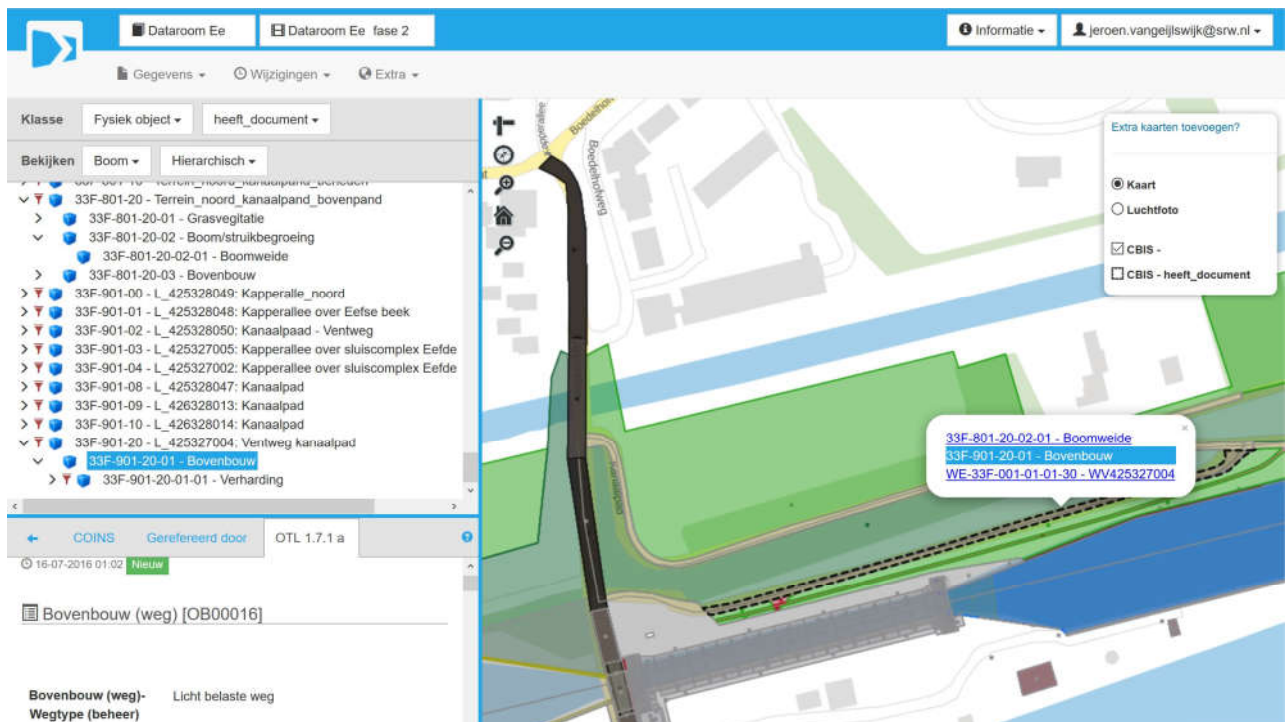 Dataroom Ee
Dataroom Ee fase 2
Informatie
jeroen.vangeijlswijk@srw.nl
Gegevens
Wijzigingen
Extra
Klasse
Fysiek object
heeft_document
Bekijken
Boom
Hierarchisch
33F-801-10 - Terrein_noord_kanaalpand_beneden
33F-801-20 - Terrein_noord_kanaalpand_bovenpand
33F-801-20-01 - Grasvegitatie
33F-801-20-02 - Boom/struikbegroeing
33F-801-20-02-01 - Boomweide
33F-801-20-03 - Bovenbouw
33F-901-00 - L_425328049: Kapperalle_noord
33F-901-01 - L_425328048: Kapperallee over Eefse beek
33F-901-02 - L_425328050: Kanaalpaad - Ventweg
33F-901-03 - L_425327005: Kapperallee over sluiscomplex Eefde
33F-901-04 - L_425327002: Kapperallee over sluiscomplex Eefde
33F-901-08 - L_425328047: Kanaalpad
33F-901-09 - L_426328013: Kanaalpad
33F-901-10 - L_426328014: Kanaalpad
33F-901-20 - L_425327004: Ventweg kanaalpad
33F-901-20-01 - Bovenbouw
33F-901-20-01-01 - Verharding
COINS
Gerefereerd door
OTL 1.7.1 a
16-07-2016 01:02 Nieuw
Bovenbouw (weg) [OB00016]
Bovenbouw (weg)-
Wegtype (beheer)
Licht belaste weg
Boedelhofweg
Extra kaarten toevoegen?
Kaart
Luchtfoto
CBIS -
CBIS - heeft_document
33F-801-20-02-01 - Boomweide
33F-901-20-01 - Bovenbouw
WE-33F-001-01-01-30 - WV425327004